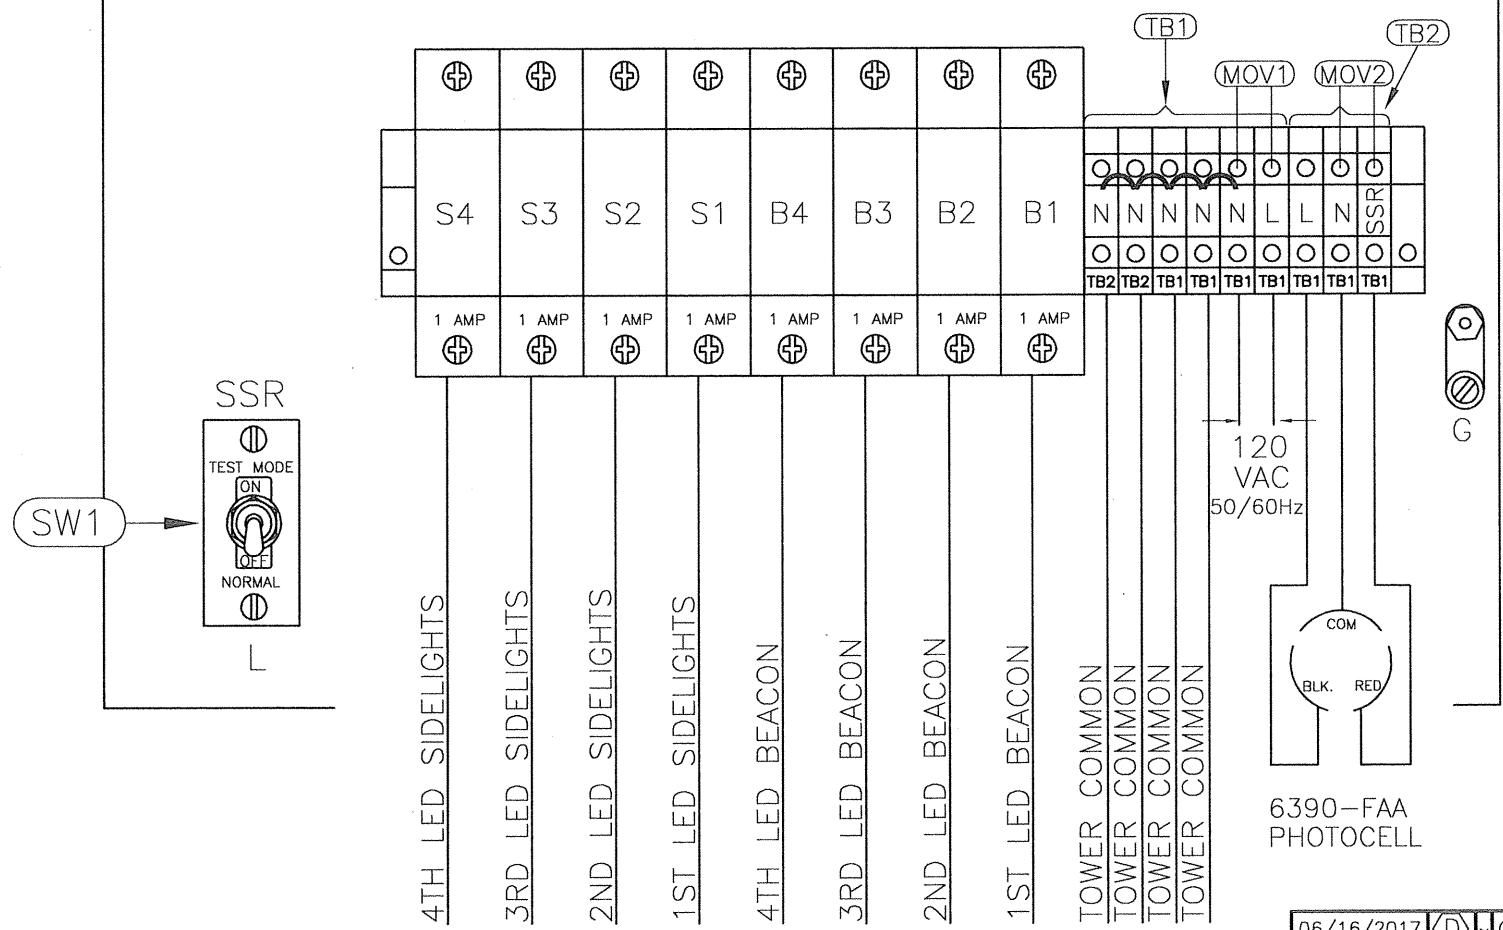 TB1
TB2
MOV1 MOV2
S4 S3 S2 S1 B4 B3 B2 B1 N N N N N L L N SSR
TB2 TB2 TB1 TB1 TB1 TB1 TB1 TB1 TB1
1 AMP 1 AMP 1 AMP 1 AMP 1 AMP 1 AMP 1 AMP 1 AMP
SSR
TEST MODE
ON
SW1
OFF
NORMAL
L
G
120
VAC
50/60Hz
4TH LED SIDELIGHTS
3RD LED SIDELIGHTS
2ND LED SIDELIGHTS
1ST LED SIDELIGHTS
4TH LED BEACON
3RD LED BEACON
2ND LED BEACON
1ST LED BEACON
TOWER COMMON
TOWER COMMON
TOWER COMMON
TOWER COMMON
COM
BLK. RED
6390-FAA
PHOTOCELL
06/16/2017 D